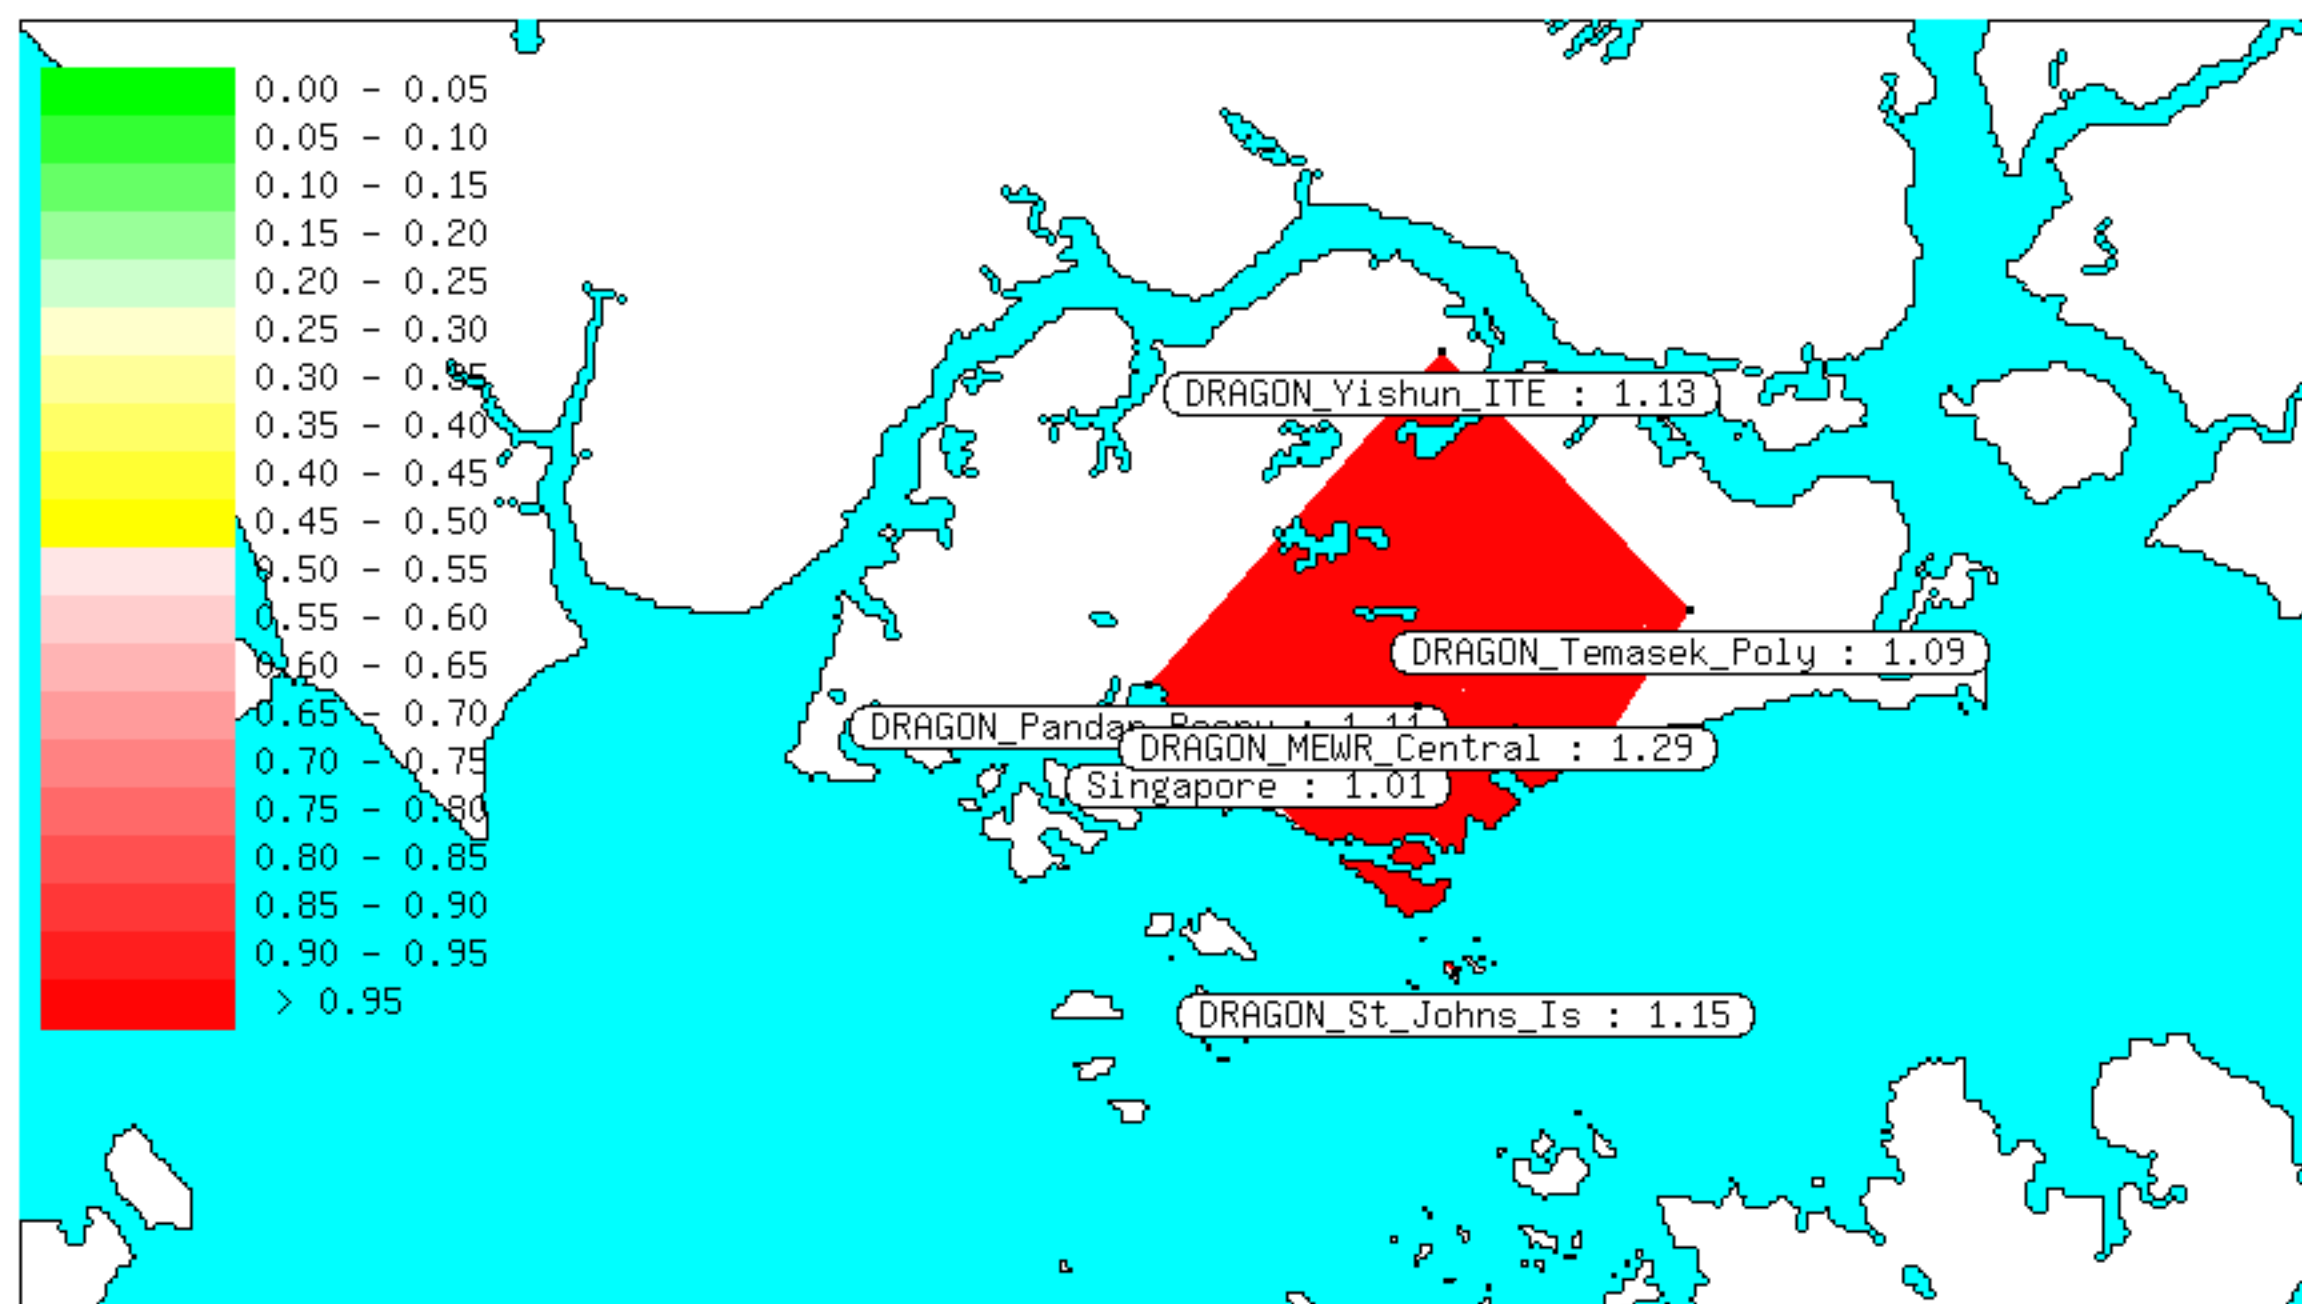 0.00 - 0.05
0.05 - 0.10
0.10 - 0.15
0.15 - 0.20
0.20 - 0.25
0.25 - 0.30
0.30 - 0.35
0.35 - 0.40
0.40 - 0.45
0.45 - 0.50
0.50 - 0.55
0.55 - 0.60
0.60 - 0.65
0.65 - 0.70
0.70 - 0.75
0.75 - 0.80
0.80 - 0.85
0.85 - 0.90
0.90 - 0.95
> 0.95
DRAGON_Yishun_ITE : 1.13
DRAGON_Temasek_Poly : 1.09
: 1.11
DRAGON_MEWR_Central : 1.29
Singapore : 1.01
DRAGON_St_Johns_Is : 1.15